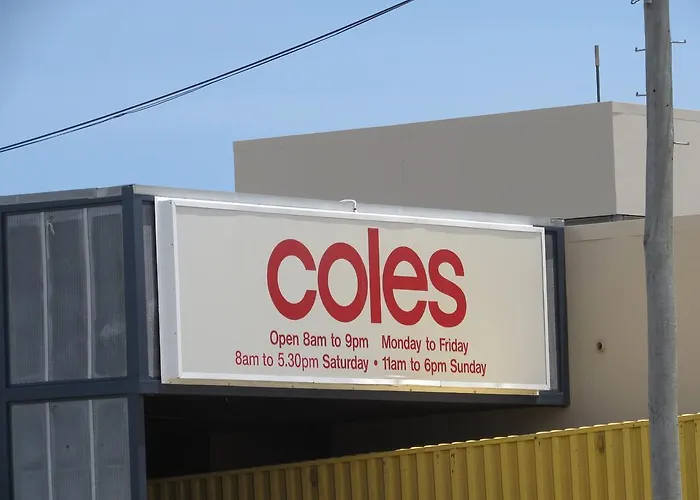 coles
Open 8am to 9pm Monday to Friday
8am to 5.30pm Saturday • 11am to 6pm Sunday